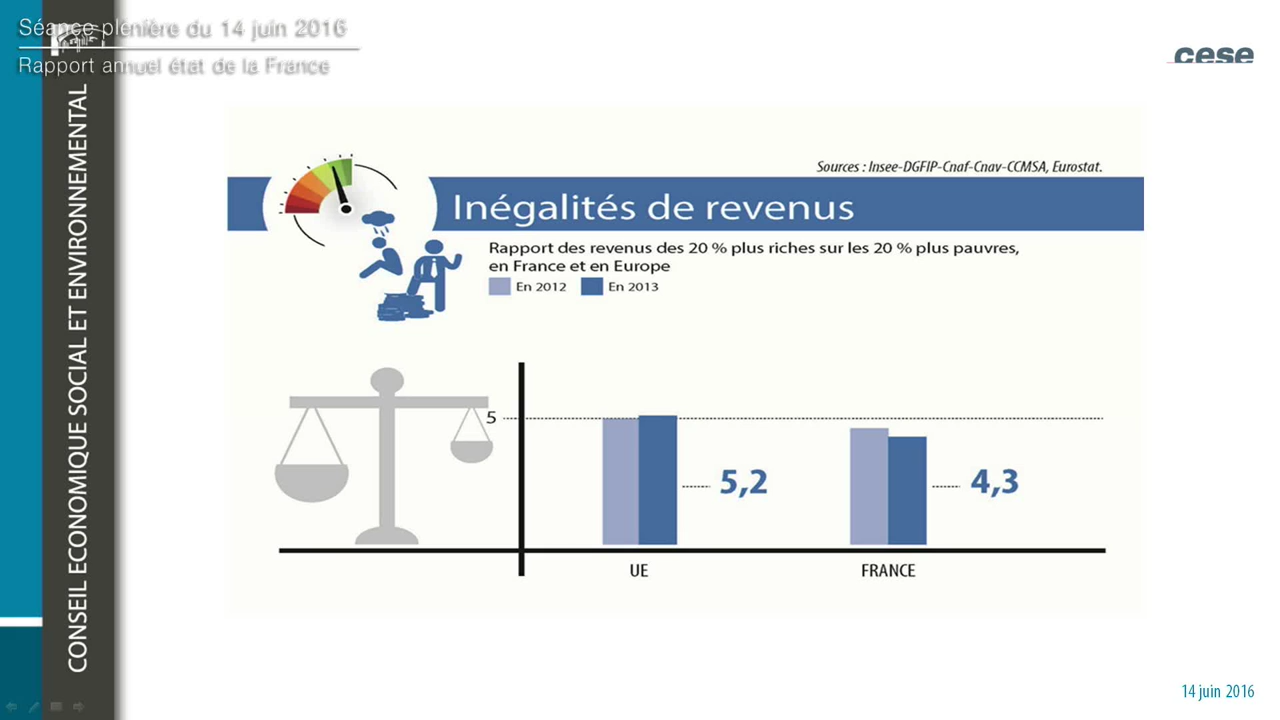 Séance plénière du 14 juin 2016
Rapport annuel état de la France
cese
CONSEIL ECONOMIQUE SOCIAL ET ENVIRONNEMENTAL
Sources : Insee-DGFIP-Cnaf-Cnav-CCMSA, Eurostat.
Inégalités de revenus
Rapport des revenus des 20 % plus riches sur les 20 % plus pauvres,
en France et en Europe
En 2012 En 2013
5
5,2 4,3
UE FRANCE
14 juin 2016